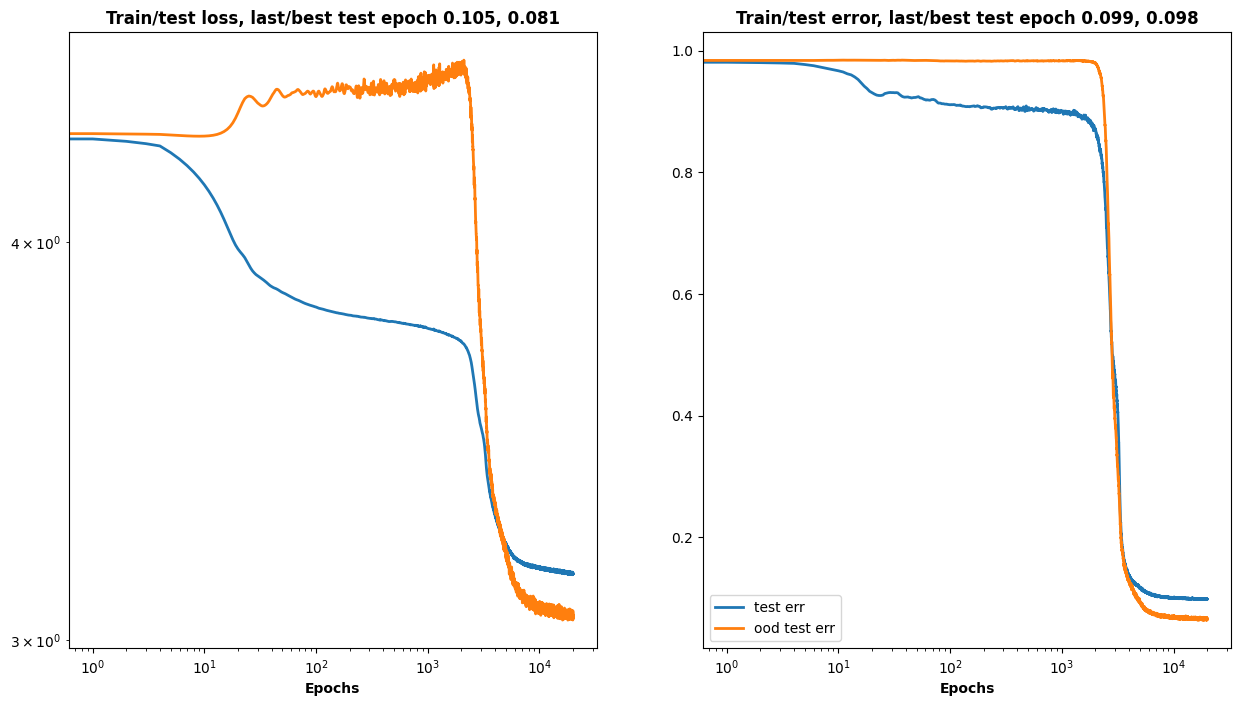 Train/test loss, last/best test epoch 0.105, 0.081
4 × 10⁰
3 × 10⁰
10⁰ 10¹ 10² 10³ 10⁴
Epochs
Train/test error, last/best test epoch 0.099, 0.098
1.0
0.8
0.6
0.4
0.2
test err
ood test err
10⁰ 10¹ 10² 10³ 10⁴
Epochs